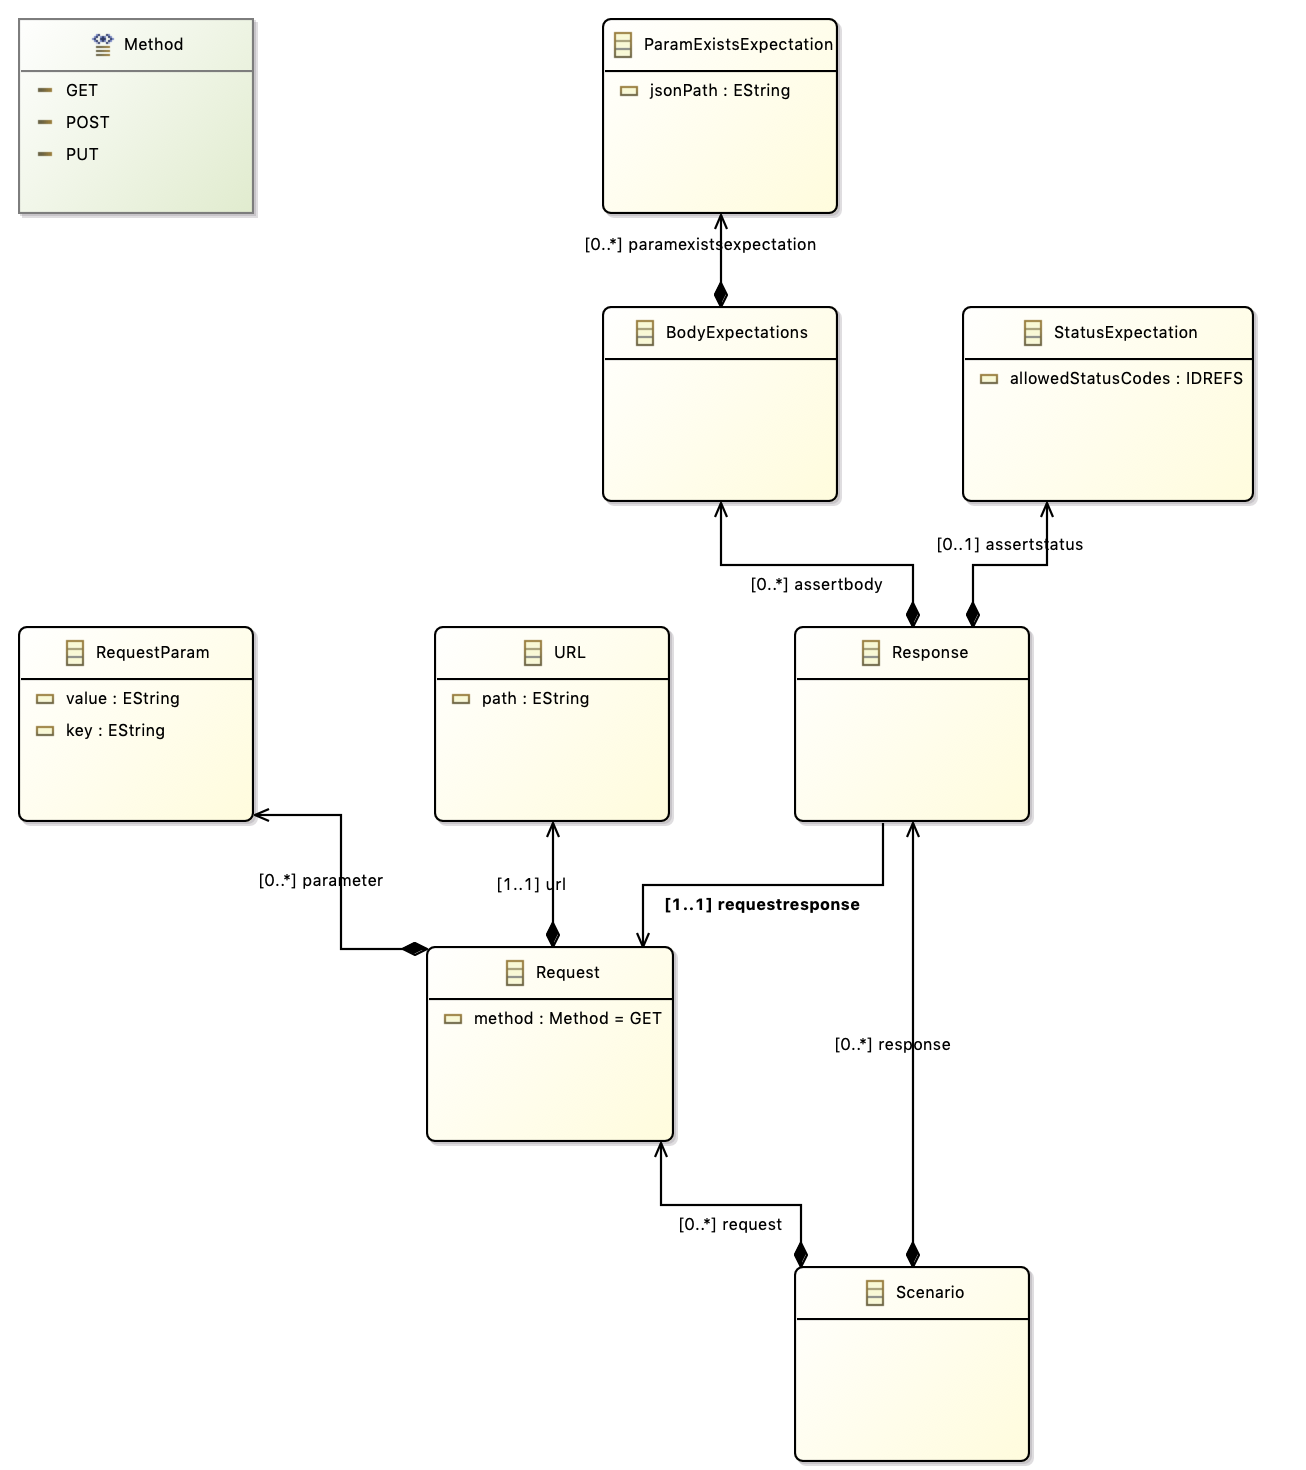 Method
GET
POST
PUT
ParamExistsExpectation
jsonPath : EString
[0..*] paramexistsexpectation
BodyExpectations
StatusExpectation
allowedStatusCodes : IDREFS
[0..1] assertstatus
[0..*] assertbody
RequestParam
value : EString
key : EString
URL
path : EString
Response
[0..*] parameter
[1..1] url
[1..1] requestresponse
Request
method : Method = GET
[0..*] response
[0..*] request
Scenario